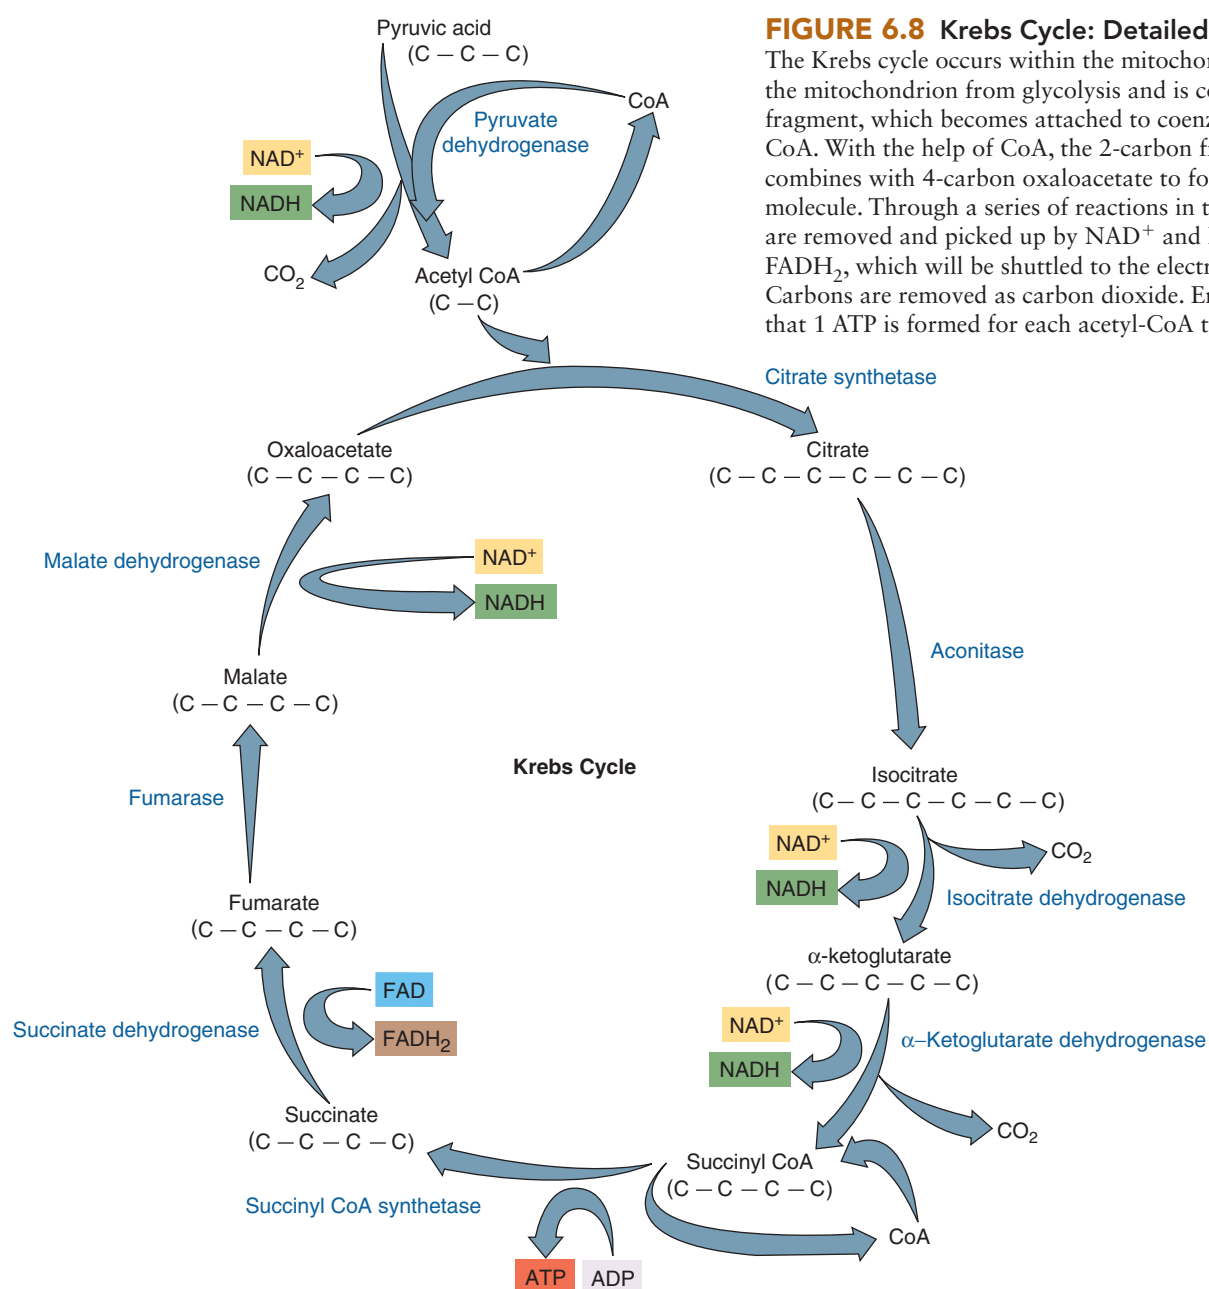 FIGURE 6.8 Krebs Cycle: Detailed
The Krebs cycle occurs within the mitochon
the mitochondrion from glycolysis and is co
fragment, which becomes attached to coenz
CoA. With the help of CoA, the 2-carbon fr
combines with 4-carbon oxaloacetate to fo
molecule. Through a series of reactions in t
are removed and picked up by NAD⁺ and
FADH₂, which will be shuttled to the electr
Carbons are removed as carbon dioxide. En
that 1 ATP is formed for each acetyl-CoA t
Pyruvic acid
(C – C – C)
CoA
Pyruvate
dehydrogenase
NAD⁺
NADH
CO₂
Acetyl CoA
(C – C)
Citrate synthetase
Oxaloacetate
(C – C – C – C)
Citrate
(C – C – C – C – C – C)
Malate dehydrogenase
NAD⁺
NADH
Aconitase
Malate
(C – C – C – C)
Krebs Cycle
Isocitrate
(C – C – C – C – C – C)
Fumarase
NAD⁺
NADH
CO₂
Isocitrate dehydrogenase
Fumarate
(C – C – C – C)
α-ketoglutarate
(C – C – C – C – C)
FAD
FADH₂
Succinate dehydrogenase
NAD⁺
NADH
α–Ketoglutarate dehydrogenase
CO₂
Succinate
(C – C – C – C)
Succinyl CoA
(C – C – C – C)
Succinyl CoA synthetase
CoA
ATP
ADP